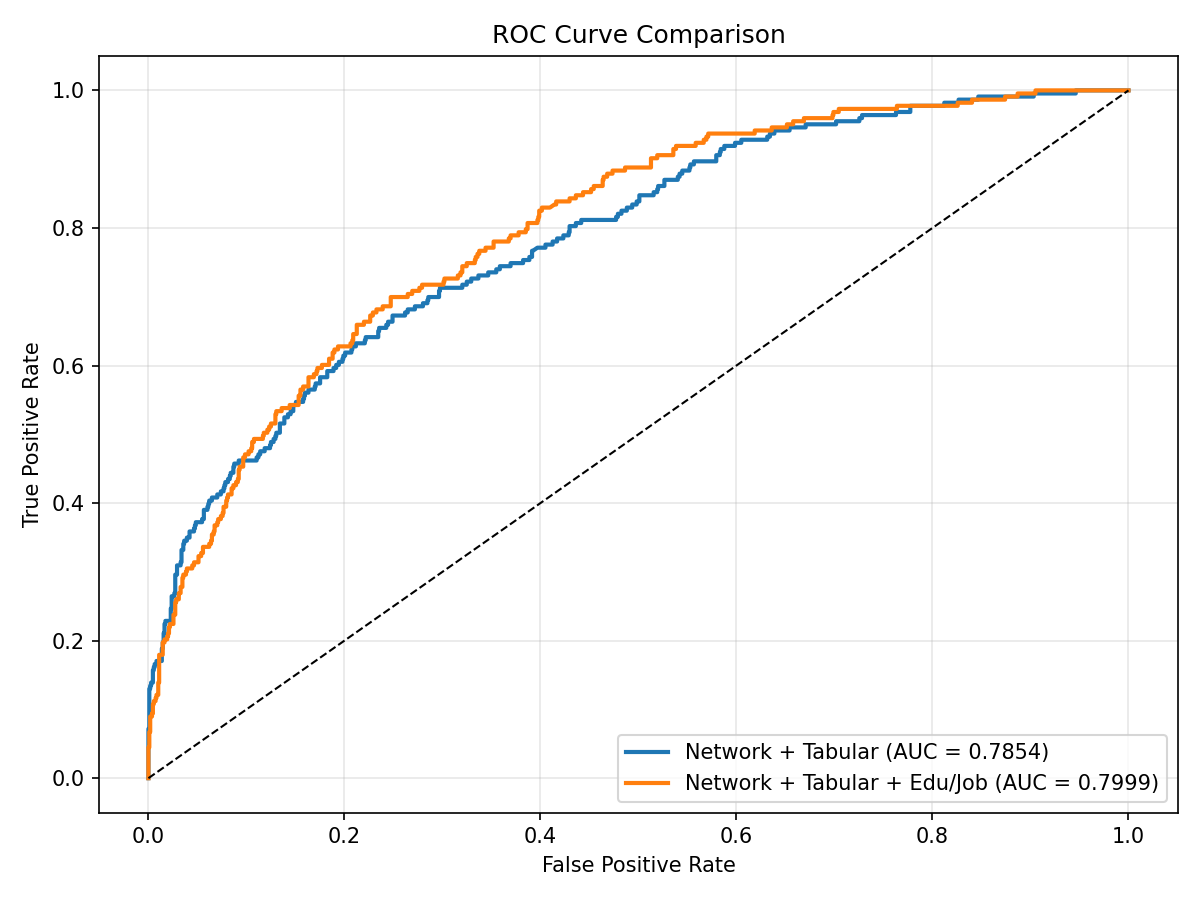 ROC Curve Comparison
True Positive Rate
1.0
0.8
0.6
0.4
0.2
0.0
Network + Tabular (AUC = 0.7854)
Network + Tabular + Edu/Job (AUC = 0.7999)
0.0 0.2 0.4 0.6 0.8 1.0
False Positive Rate